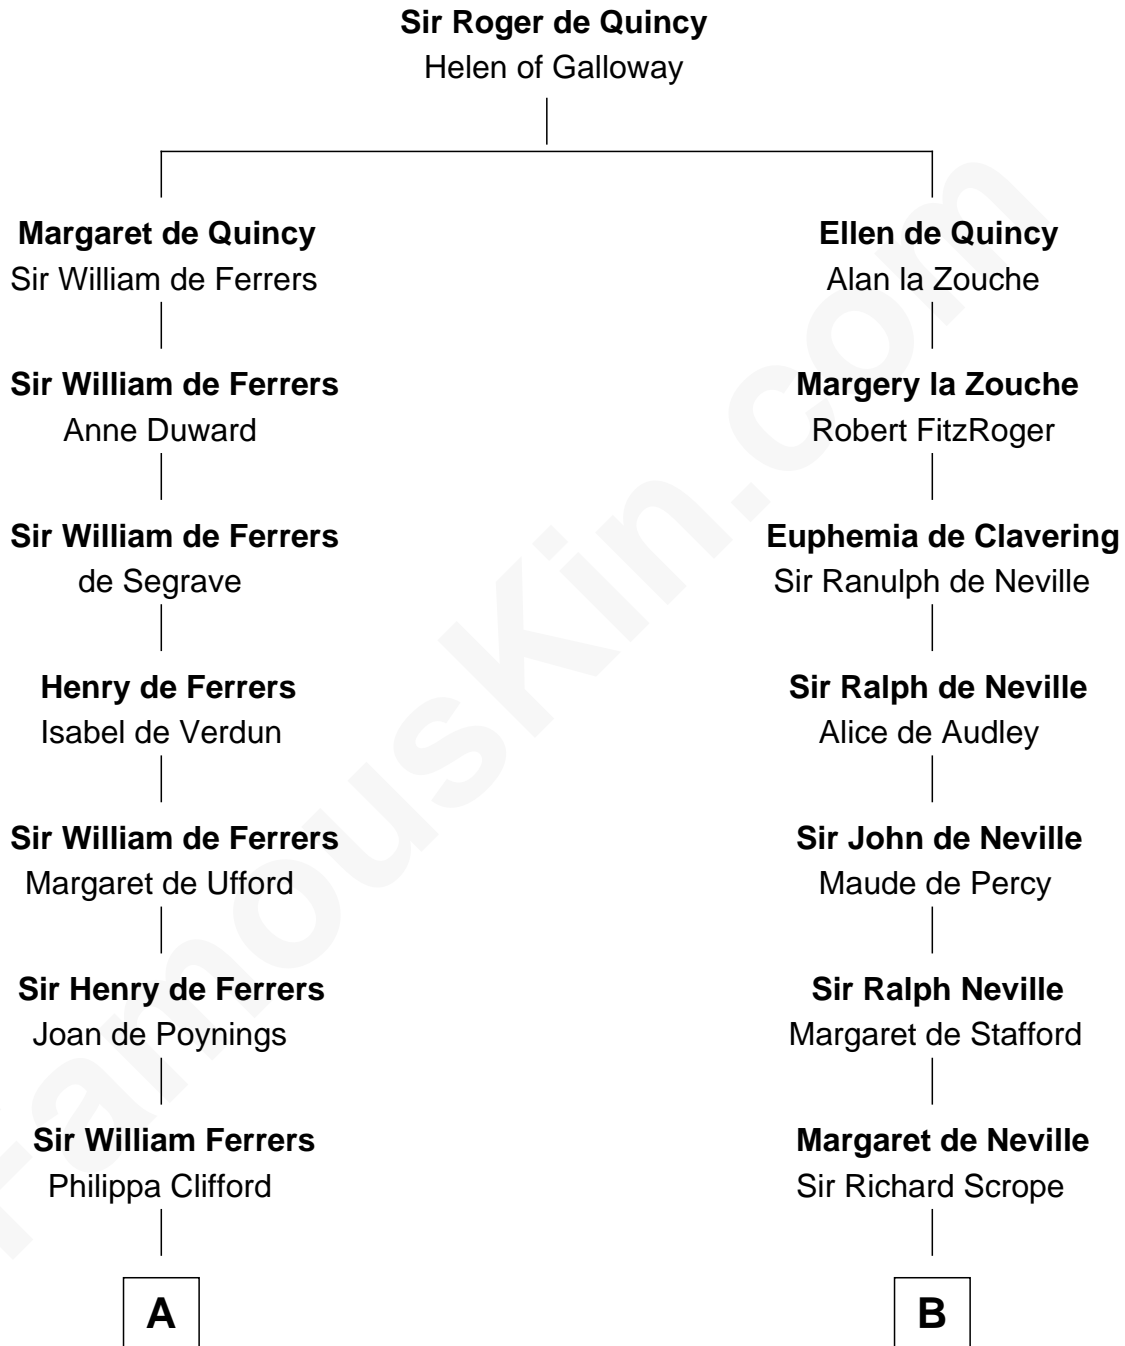 Sir Roger de Quincy
Helen of Galloway
Margaret de Quincy
Sir William de Ferrers
Ellen de Quincy
Alan la Zouche
Sir William de Ferrers
Anne Duward
Margery la Zouche
Robert FitzRoger
Sir William de Ferrers
de Segrave
Euphemia de Clavering
Sir Ranulph de Neville
Henry de Ferrers
Isabel de Verdun
Sir Ralph de Neville
Alice de Audley
Sir William de Ferrers
Margaret de Ufford
Sir John de Neville
Maude de Percy
Sir Henry de Ferrers
Joan de Poynings
Sir Ralph Neville
Margaret de Stafford
Sir William Ferrers
Philippa Clifford
Margaret de Neville
Sir Richard Scrope
A
B
FamousKin.com